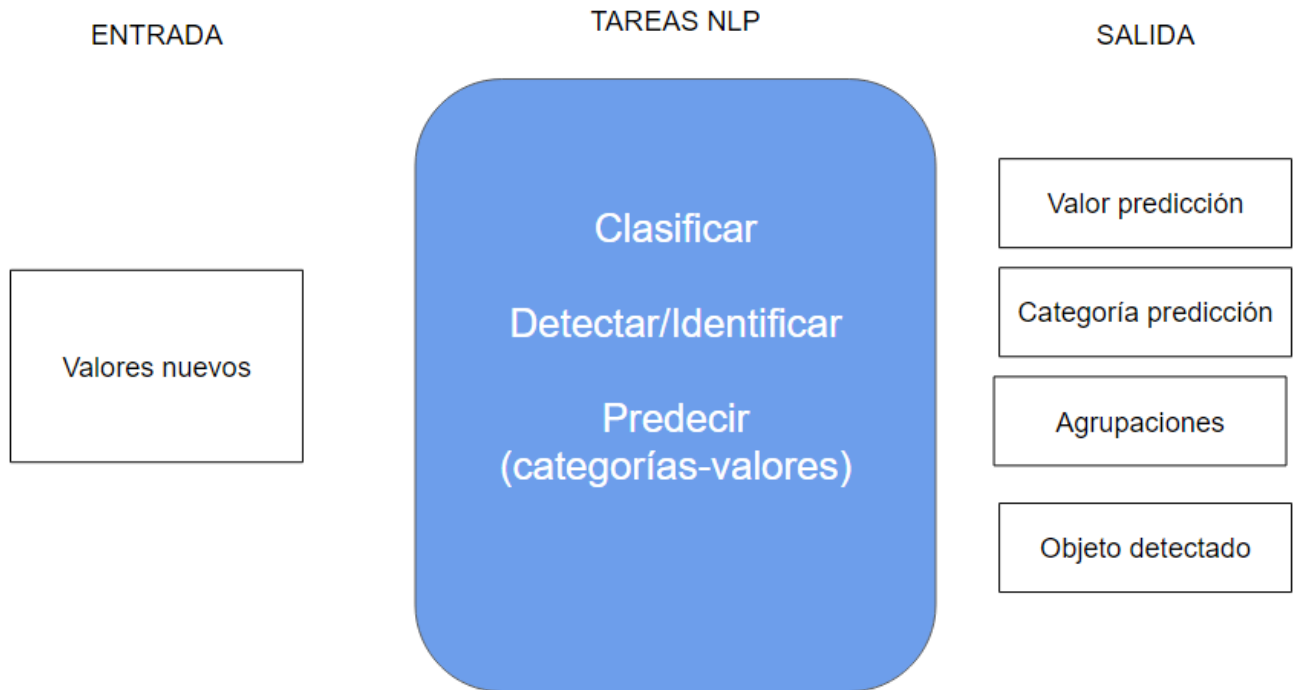 ENTRADA
TAREAS NLP
SALIDA
Valores nuevos
Clasificar
Detectar/Identificar
Predecir
(categorías-valores)
Valor predicción
Categoría predicción
Agrupaciones
Objeto detectado